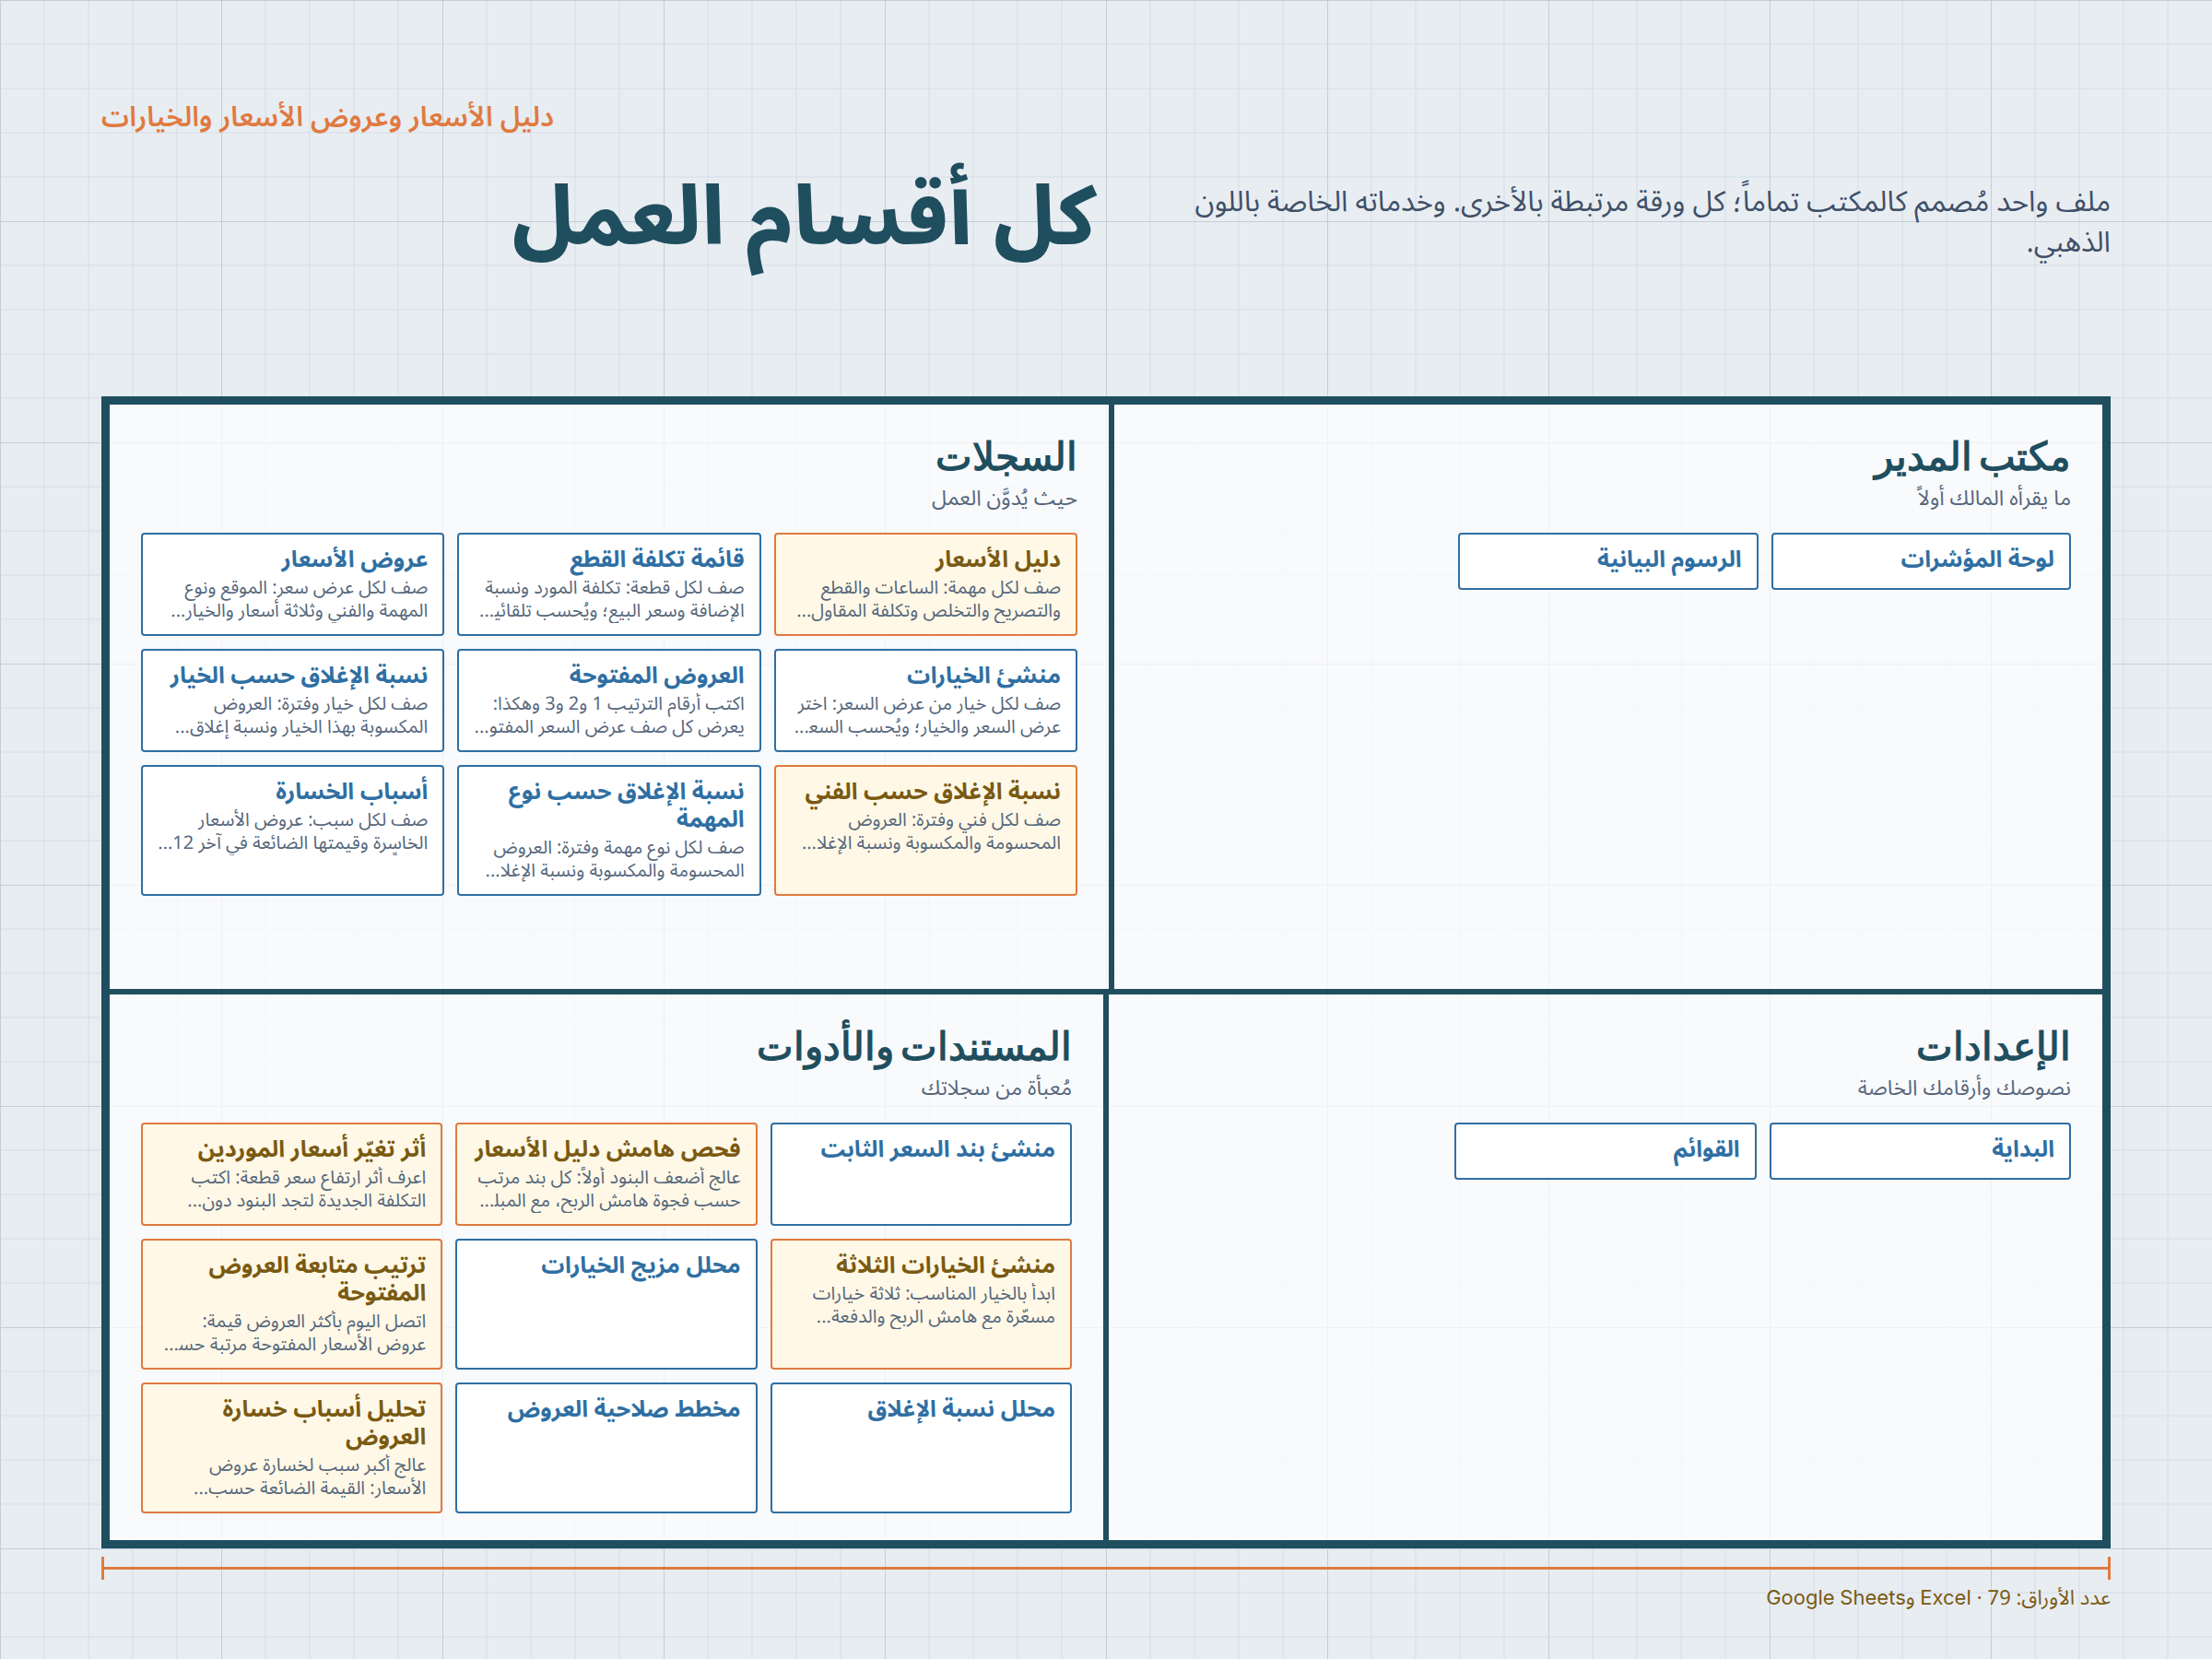 دليل الأسعار وعروض الأسعار والخيارات
كل أقسام العمل
ملف واحد مُصمم كالمكتب تماماً؛ كل ورقة مرتبطة بالأخرى. وخدماته الخاصة باللون
الذهبي.
مكتب المدير
ما يقرأه المالك أولاً
لوحة المؤشرات
الرسوم البيانية
السجلات
حيث يُدوَّن العمل
دليل الأسعار
صف لكل مهمة: الساعات والقطع
والتصريح والتخلص وتكلفة المقاول...
قائمة تكلفة القطع
صف لكل قطعة: تكلفة المورد ونسبة
الإضافة وسعر البيع؛ ويُحسب تلقائي...
عروض الأسعار
صف لكل عرض سعر: الموقع ونوع
المهمة والفني وثلاثة أسعار والخيار...
منشئ الخيارات
صف لكل خيار من عرض السعر: اختر
عرض السعر والخيار؛ ويُحسب السعـ...
العروض المفتوحة
اكتب أرقام الترتيب 1 و2 و3 وهكذا:
يعرض كل صف عرض السعر المفتو...
نسبة الإغلاق حسب الخيار
صف لكل خيار وفترة: العروض
المكسوبة بهذا الخيار ونسبة إغلاق...
نسبة الإغلاق حسب الفني
صف لكل فني وفترة: العروض
المحسومة والمكسوبة ونسبة الإغلا...
نسبة الإغلاق حسب نوع
المهمة
صف لكل نوع مهمة وفترة: العروض
المحسومة والمكسوبة ونسبة الإغلا...
أسباب الخسارة
صف لكل سبب: عروض الأسعار
الخاسِرة وقيمتها الضائعة في آخر 12...
الإعدادات
نصوصك وأرقامك الخاصة
البداية
القوائم
المستندات والأدوات
مُعبأة من سجلاتك
منشئ بند السعر الثابت
فحص هامش دليل الأسعار
عالج أضعف البنود أولاً: كل بند مرتب
حسب فجوة هامش الربح، مع المبلـ...
أثر تغيّر أسعار الموردين
اعرف أثر ارتفاع سعر قطعة: اكتب
التكلفة الجديدة لتجد البنود دون...
منشئ الخيارات الثلاثة
ابدأ بالخيار المناسب: ثلاثة خيارات
مسعّرة مع هامش الربح والدفعة...
محلل مزيج الخيارات
ترتيب متابعة العروض
المفتوحة
اتصل اليوم بأكثر العروض قيمة:
عروض الأسعار المفتوحة مرتبة حسـ...
محلل نسبة الإغلاق
مخطط صلاحية العروض
تحليل أسباب خسارة
العروض
عالج أكبر سبب لخسارة عروض
الأسعار: القيمة الضائعة حسب...
عدد الأوراق: 79 · Excel وGoogle Sheets